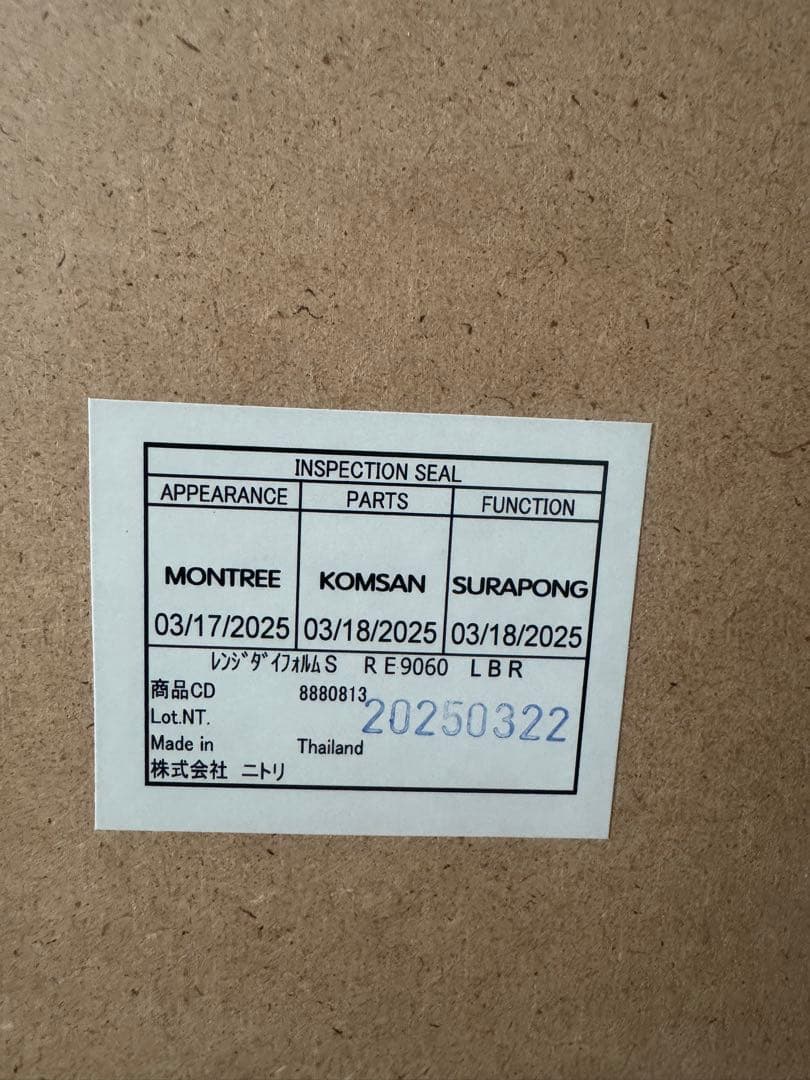 INSPECTION SEAL
APPEARANCE PARTS FUNCTION
MONTREE KOMSAN SURAPONG
03/17/2025 03/18/2025 03/18/2025
ﾚﾝｼﾞﾀﾞｲﾌｫﾙﾑS RE9060 LBR
商品CD 8880813
Lot.NT. 20250322
Made in Thailand
株式会社 ニトリ